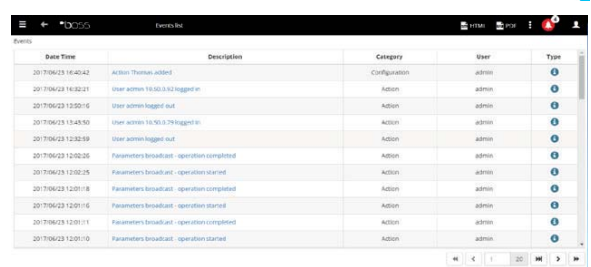 boss Events list HTML PDF
Events
Date Time Description Category User Type
2017/06/23 16:40:42 Action Thomas added Configuration admin
2017/06/23 16:32:21 User admin 10.50.0.92 logged in Action admin
2017/06/23 13:50:16 User admin logged out Action admin
2017/06/23 13:43:50 User admin 10.50.0.79 logged in Action admin
2017/06/23 12:32:59 User admin logged out Action admin
2017/06/23 12:02:26 Parameters broadcast - operation completed Action admin
2017/06/23 12:02:25 Parameters broadcast - operation started Action admin
2017/06/23 12:01:18 Parameters broadcast - operation completed Action admin
2017/06/23 12:01:16 Parameters broadcast - operation started Action admin
2017/06/23 12:01:11 Parameters broadcast - operation completed Action admin
2017/06/23 12:01:10 Parameters broadcast - operation started Action admin
1 20